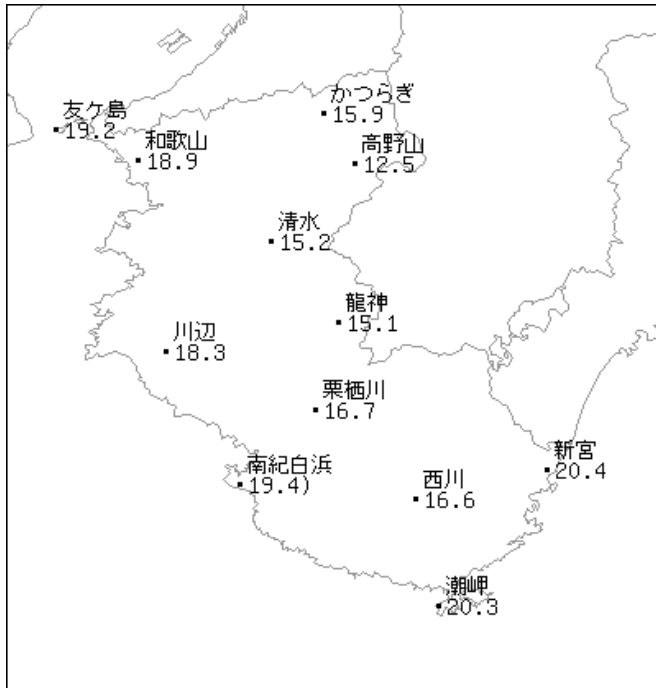 かつらぎ
15.9
友ケ島
19.2
和歌山
18.9
高野山
12.5
清水
15.2
龍神
15.1
川辺
18.3
栗栖川
16.7
新宮
20.4
南紀白浜
19.4)
西川
16.6
潮岬
20.3